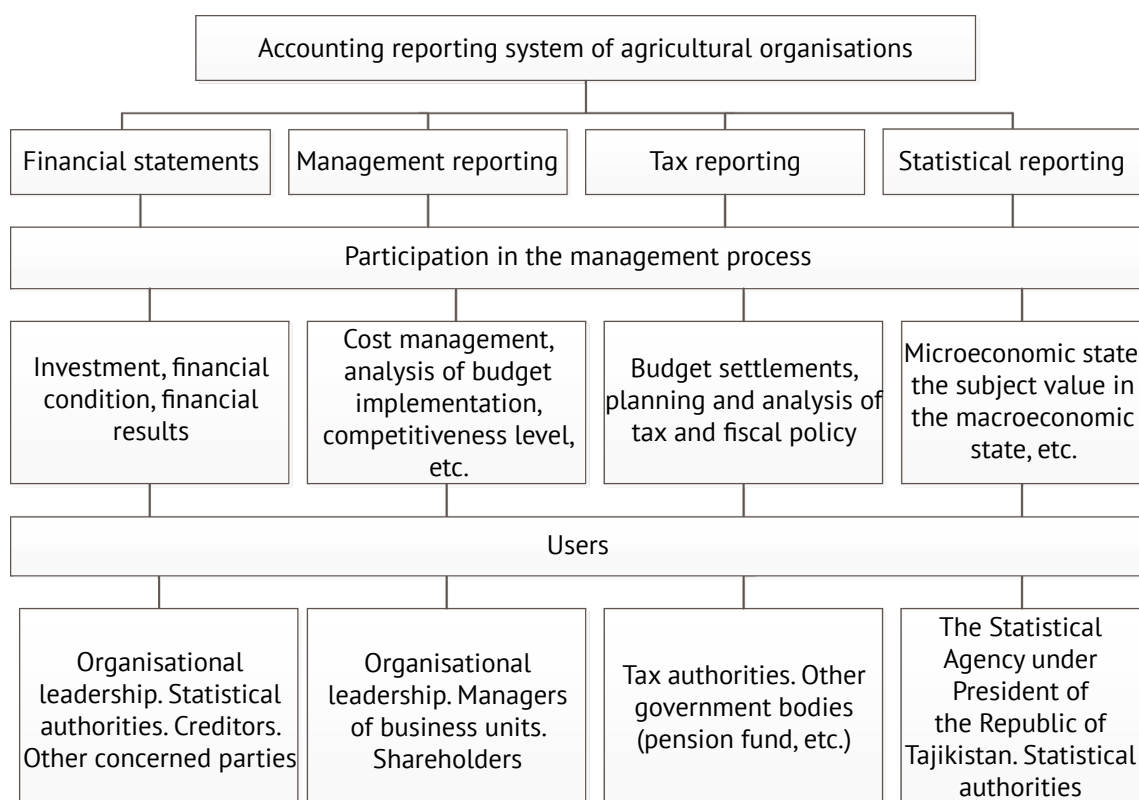 Accounting reporting system of agricultural organisations
Financial statements
Management reporting
Tax reporting
Statistical reporting
Participation in the management process
Investment, financial
condition, financial
results
Cost management,
analysis of budget
implementation,
competitiveness level,
etc.
Budget settlements,
planning and analysis of
tax and fiscal policy
Microeconomic state
the subject value in
the macroeconomic
state, etc.
Users
Organisational
leadership. Statistical
authorities. Creditors.
Other concerned parties
Organisational
leadership. Managers
of business units.
Shareholders
Tax authorities. Other
government bodies
(pension fund, etc.)
The Statistical
Agency under
President of
the Republic of
Tajikistan. Statistical
authorities